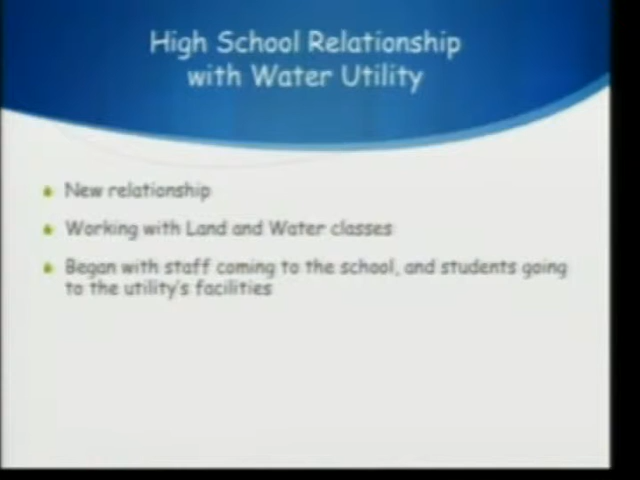 High School Relationship
with Water Utility
New relationship
Working with Land and Water classes
Began with staff coming to the school, and students going
to the utility's facilities